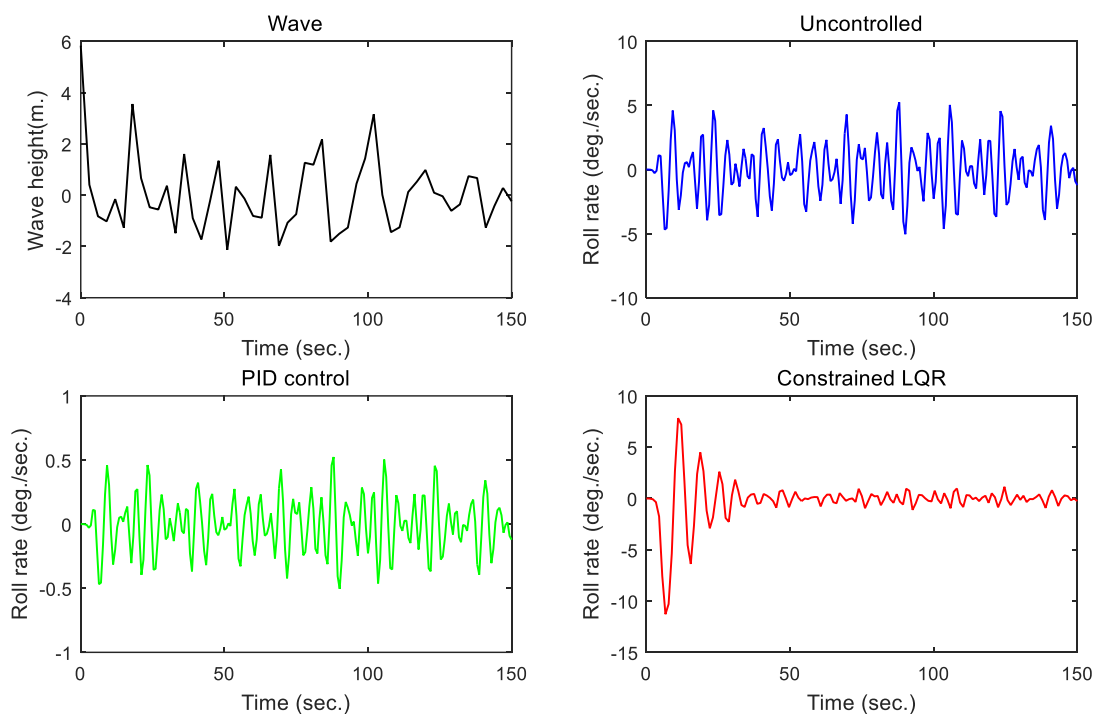 Wave
6
4
2
0
-2
-4
Wave height(m.)
0 50 100 150
Time (sec.)
Uncontrolled
10
5
0
-5
-10
Roll rate (deg./sec.)
0 50 100 150
Time (sec.)
PID control
1
0.5
0
-0.5
-1
Roll rate (deg./sec.)
0 50 100 150
Time (sec.)
Constrained LQR
10
5
0
-5
-10
-15
Roll rate (deg./sec.)
0 50 100 150
Time (sec.)